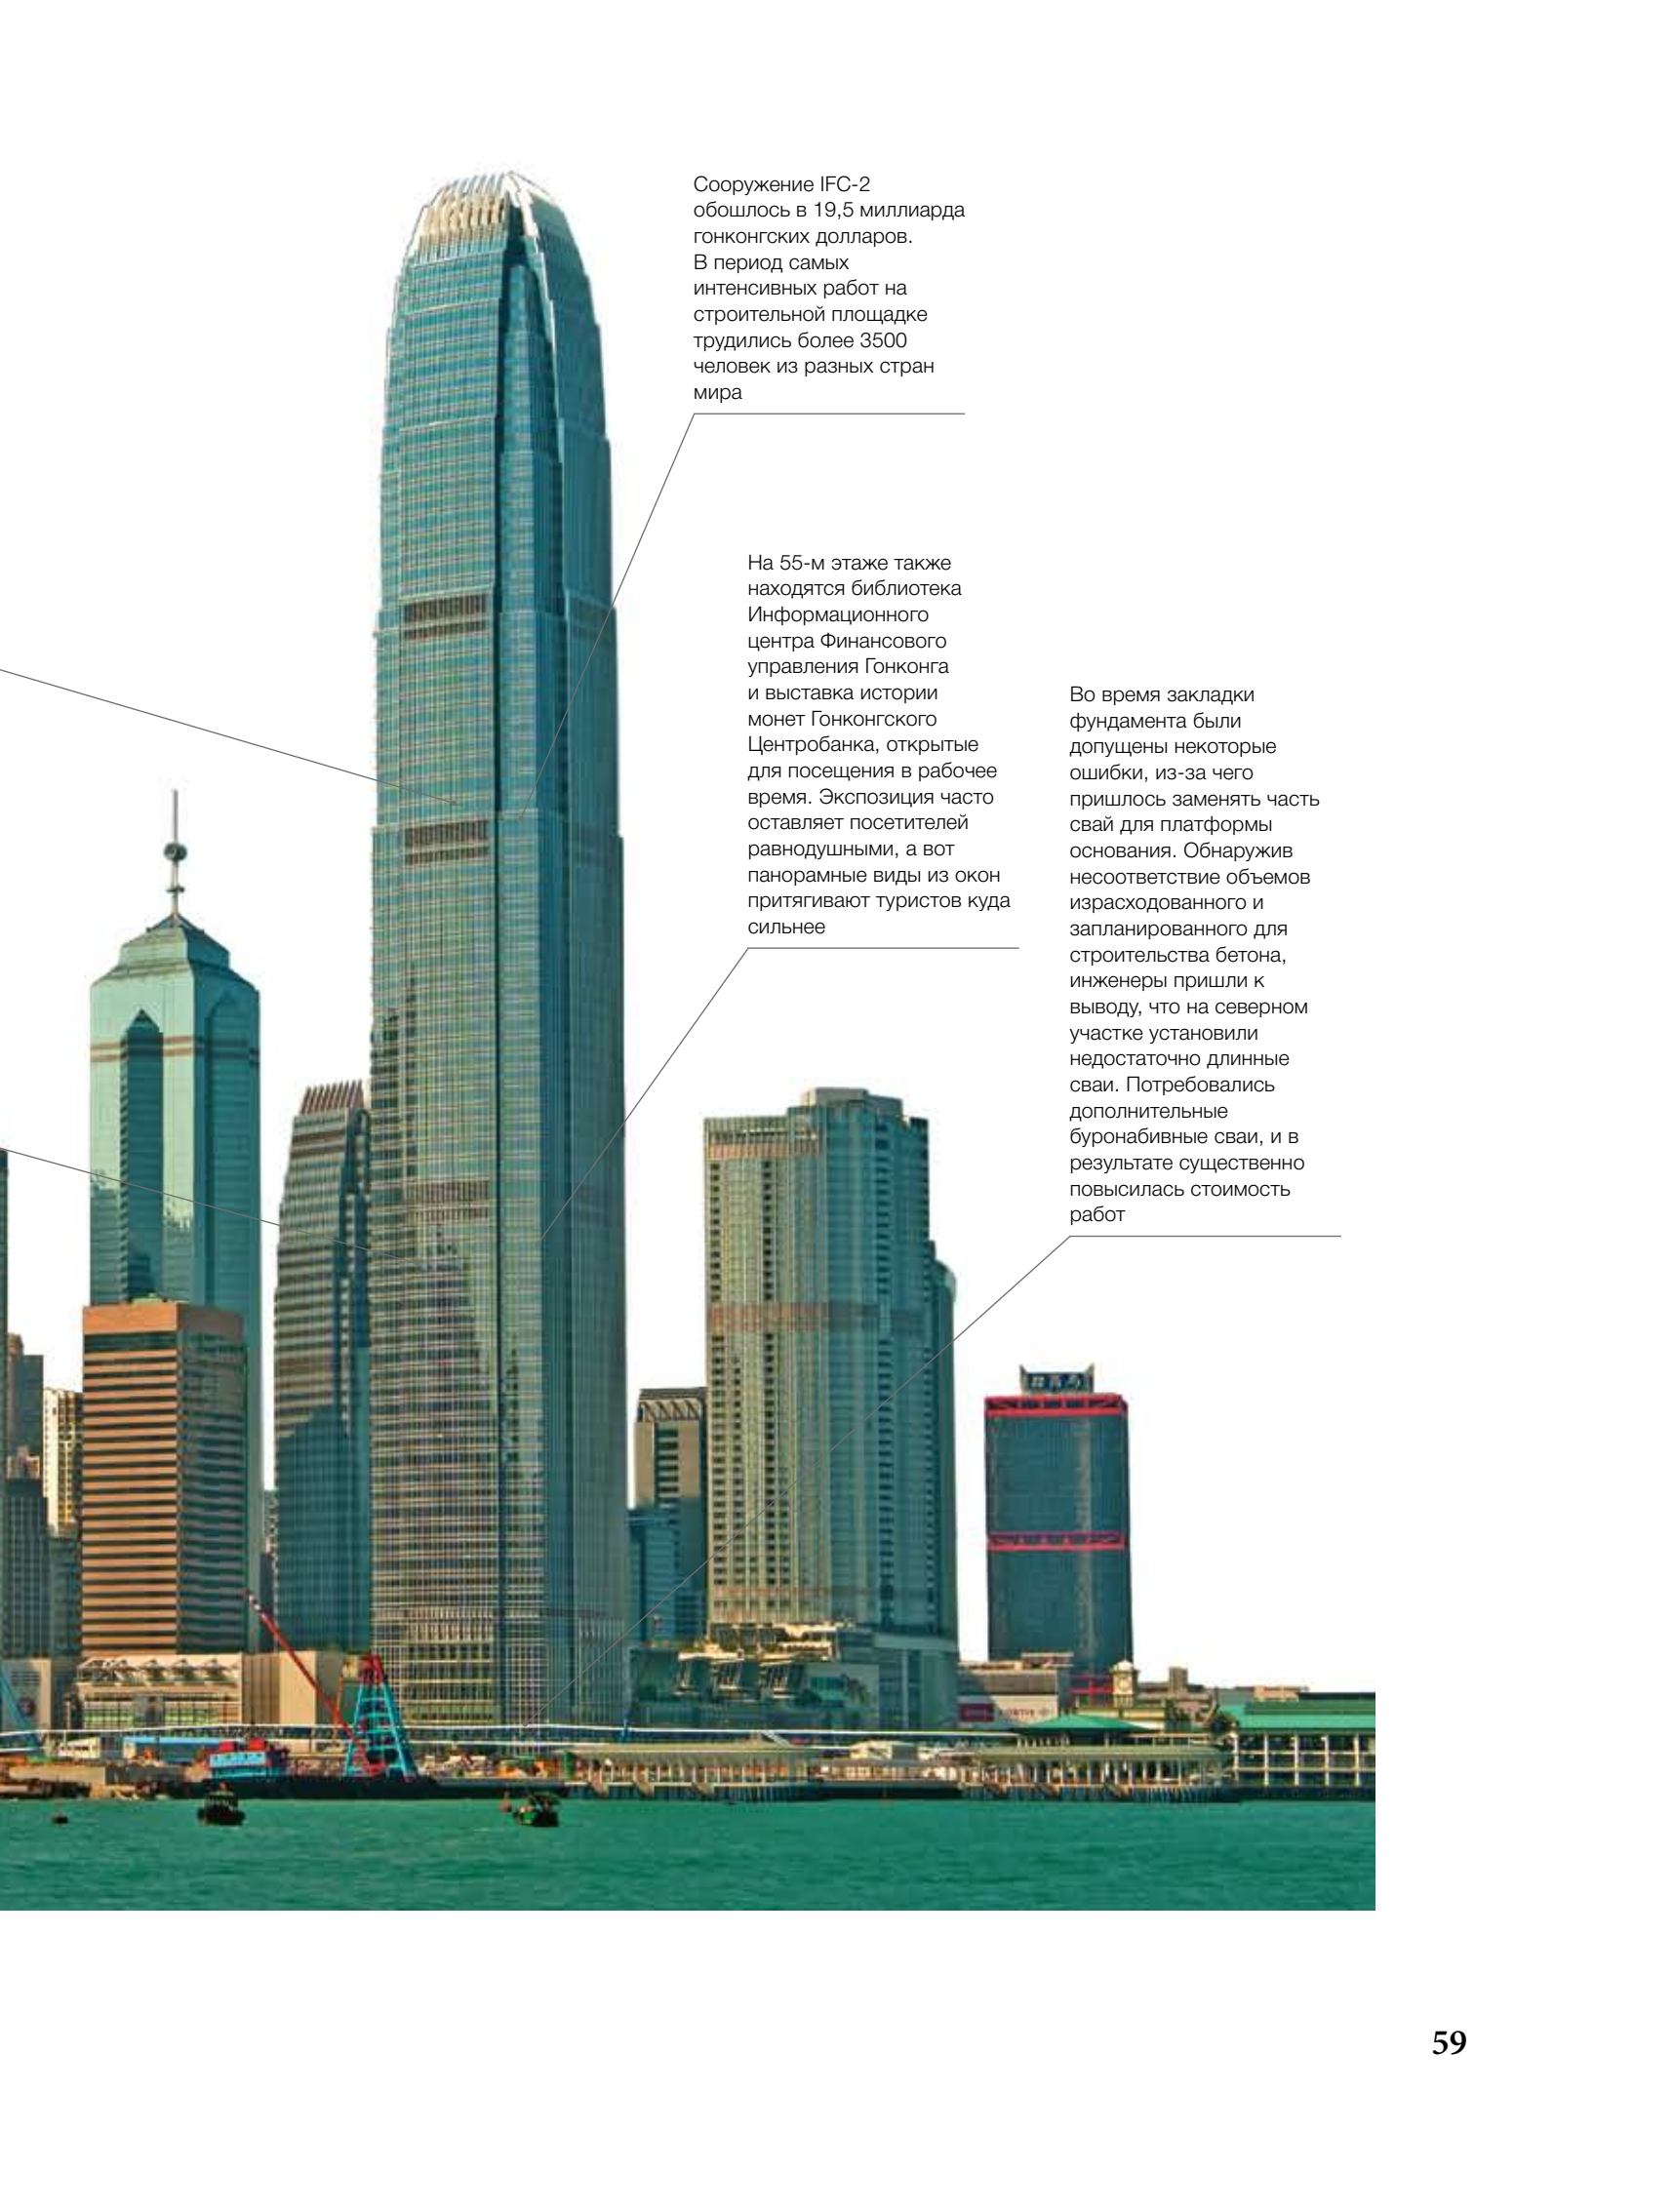 Сооружение IFC-2
обошлось в 19,5 миллиарда
гонконгских долларов.
В период самых
интенсивных работ на
строительной площадке
трудились более 3500
человек из разных стран
мира
На 55-м этаже также
находятся библиотека
Информационного
центра Финансового
управления Гонконга
и выставка истории
монет Гонконгского
Центробанка, открытые
для посещения в рабочее
время. Экспозиция часто
оставляет посетителей
равнодушными, а вот
панорамные виды из окон
притягивают туристов куда
сильнее
Во время закладки
фундамента были
допущены некоторые
ошибки, из-за чего
пришлось заменять часть
свай для платформы
основания. Обнаружив
несоответствие объемов
израсходованного и
запланированного для
строительства бетона,
инженеры пришли к
выводу, что на северном
участке установили
недостаточно длинные
сваи. Потребовались
дополнительные
буронабивные сваи, и в
результате существенно
повысилась стоимость
работ
59